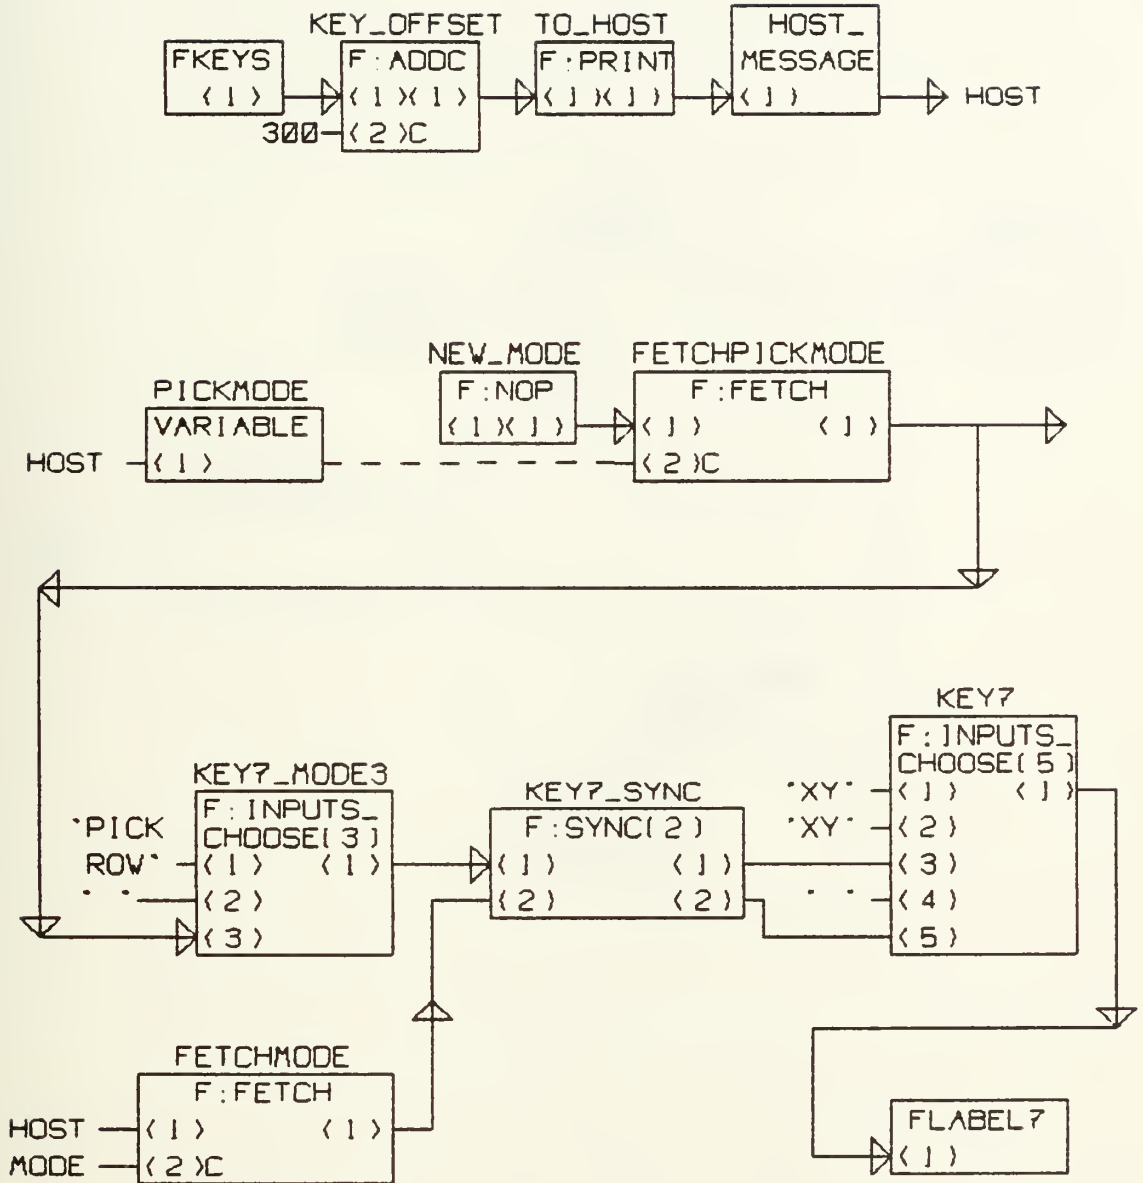 KEY_OFFSET TO_HOST HOST_
FKEYS F:ADDC F:PRINT MESSAGE
<1> <1><1> <1><1> <1> HOST
300 <2>C
NEW_MODE FETCHPICKMODE
PICKMODE F:NOP F:FETCH
VARIABLE <1><1> <1> <1>
HOST <1> <2>C
KEY7
F:INPUTS_
KEY7_MODE3 CHOOSE(5)
F:INPUTS_ KEY7_SYNC 'XY' <1> <1>
'PICK CHOOSE(3) F:SYNC(2) 'XY' <2>
ROW' <1> <1> <1> <1> <3>
' ' <2> <2> <2> ' ' <4>
<3> <5>
FETCHMODE
F:FETCH
HOST <1> <1> FLABEL7
MODE <2>C <1>